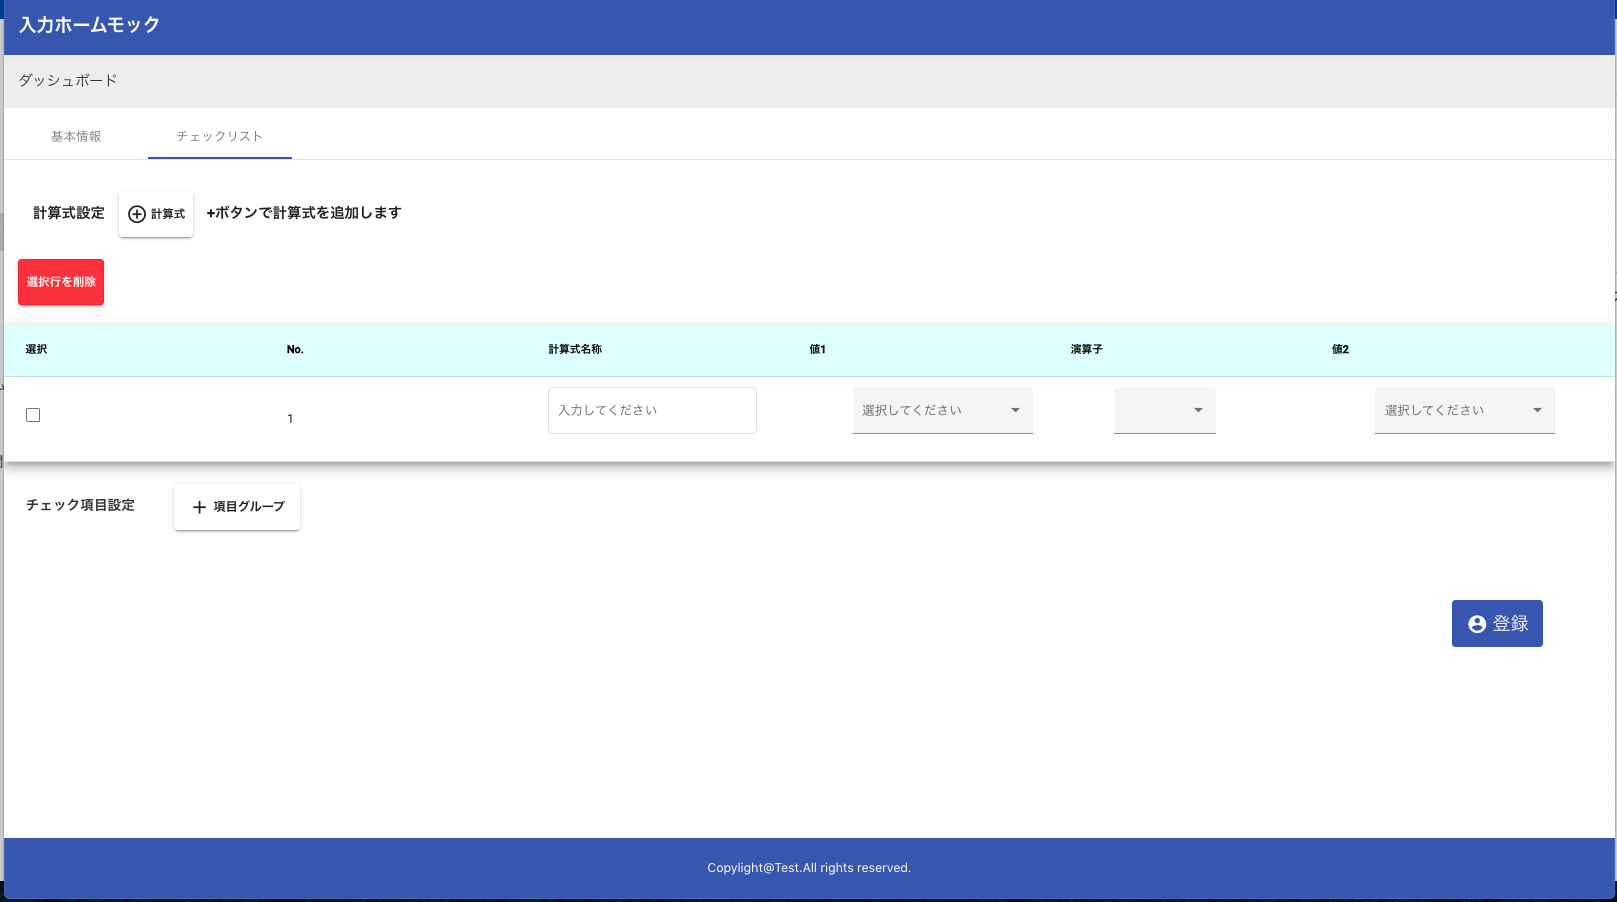 入力ホームモック
ダッシュボード
基本情報 チェックリスト
計算式設定 計算式 +ボタンで計算式を追加します
選択行を削除
選択 No. 計算式名称 値1 演算子 値2
1 入力してください 選択してください 選択してください
チェック項目設定 項目グループ
登録
Copylight@Test.All rights reserved.